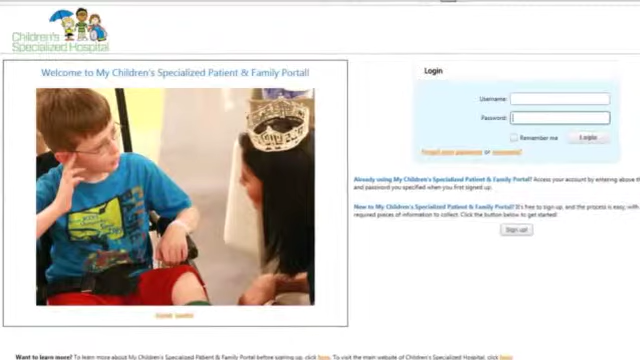 Children's
Specialized Hospital
Welcome to My Children's Specialized Patient & Family Portal!
Login
Username:
Password:
Remember me
Login
Forgot your password or username?
Already using My Children's Specialized Patient & Family Portal? Access your account by entering above th
and password you specified when you first signed up.
New to My Children's Specialized Patient & Family Portal? It's free to sign up, and the process is easy, with
required pieces of information to collect. Click the button below to get started!
Sign up!
Want to learn more? To learn more about My Children's Specialized Patient & Family Portal before signing up, click here. To visit the main website of Children's Specialized Hospital, click here